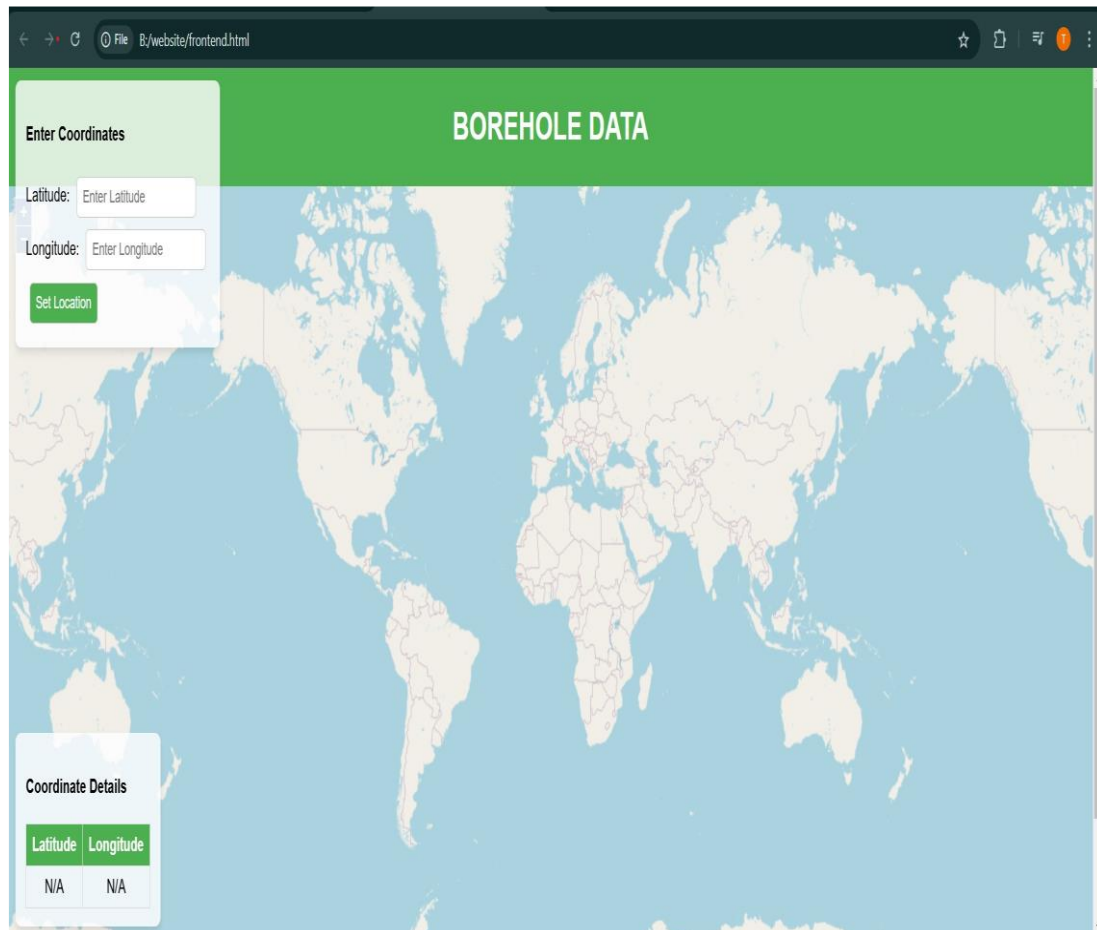 File B:/website/frontend.html
T
BOREHOLE DATA
Enter Coordinates
Latitude: Enter Latitude
+
Longitude: Enter Longitude
Set Location
Coordinate Details
Latitude Longitude
N/A N/A